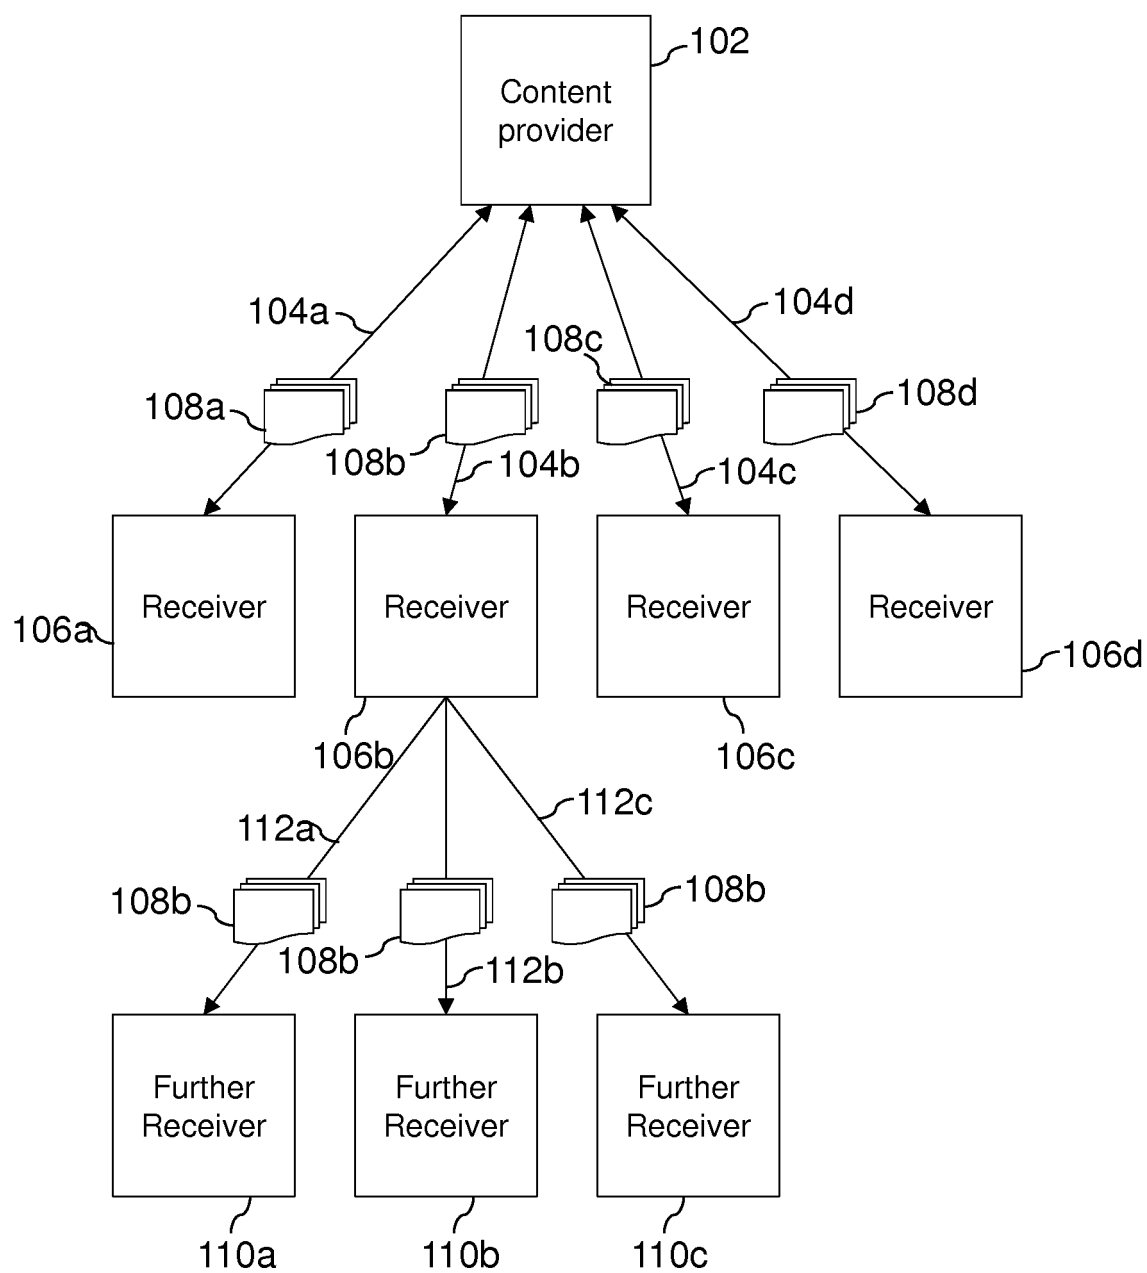 102
Content
provider
104a
104d
108c
108a
108d
108b
104b
104c
Receiver
Receiver
Receiver
Receiver
106a
106d
106b
106c
112a
112c
108b
108b
108b
112b
Further
Receiver
Further
Receiver
Further
Receiver
110a
110b
110c